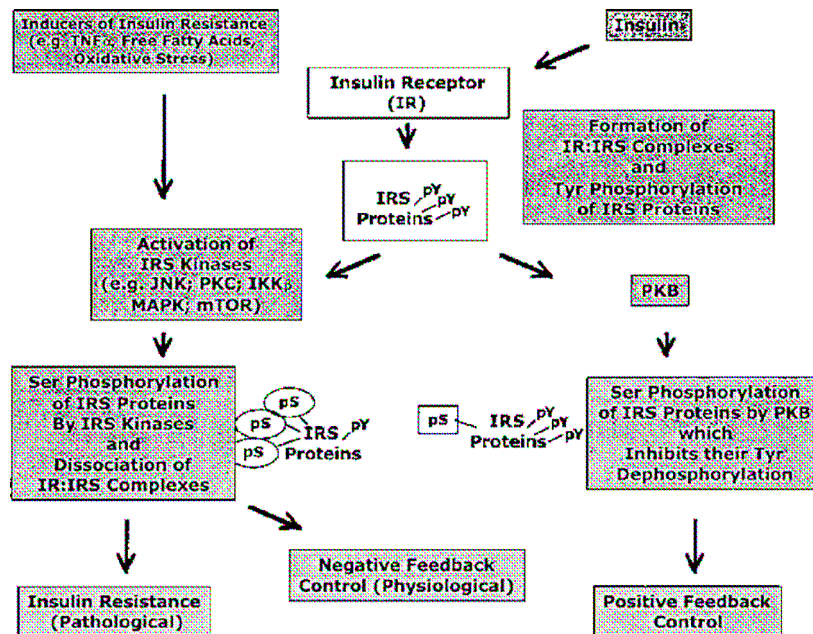 Inducers of Insulin Resistance
(e.g. TNFα, Free Fatty Acids,
Oxidative Stress)
Insulin
Insulin Receptor
(IR)
Formation of
IR:IRS Complexes
and
Tyr Phosphorylation
of IRS Proteins
IRS
Proteins
pY
pY
pY
Activation of
IRS Kinases
(e.g. JNK; PKC; IKKβ
MAPK; mTOR)
PKB
Ser Phosphorylation
of IRS Proteins
By IRS Kinases
and
Dissociation of
IR:IRS Complexes
pS
pS
pS
IRS
Proteins
pY
pS
IRS
Proteins
pY
pY
pY
Ser Phosphorylation
of IRS Proteins by PKB
which
Inhibits their Tyr
Dephosphorylation
Negative Feedback
Control (Physiological)
Insulin Resistance
(Pathological)
Positive Feedback
Control